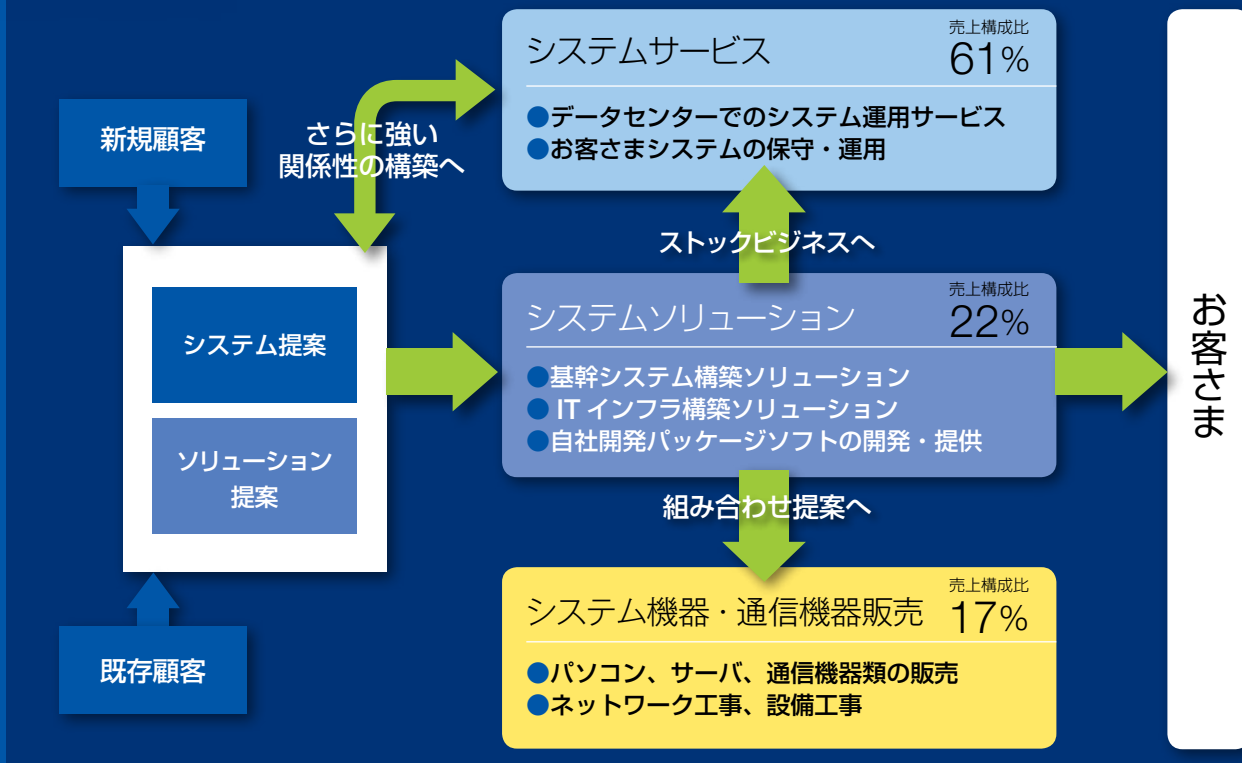 新規顧客
さらに強い
関係性の構築へ
システム提案
ソリューション
提案
既存顧客
システムサービス
売上構成比
61%
●データセンターでのシステム運用サービス
●お客さまシステムの保守・運用
ストックビジネスへ
システムソリューション
売上構成比
22%
●基幹システム構築ソリューション
●ITインフラ構築ソリューション
●自社開発パッケージソフトの開発・提供
組み合わせ提案へ
システム機器・通信機器販売
売上構成比
17%
●パソコン、サーバ、通信機器類の販売
●ネットワーク工事、設備工事
お客さま